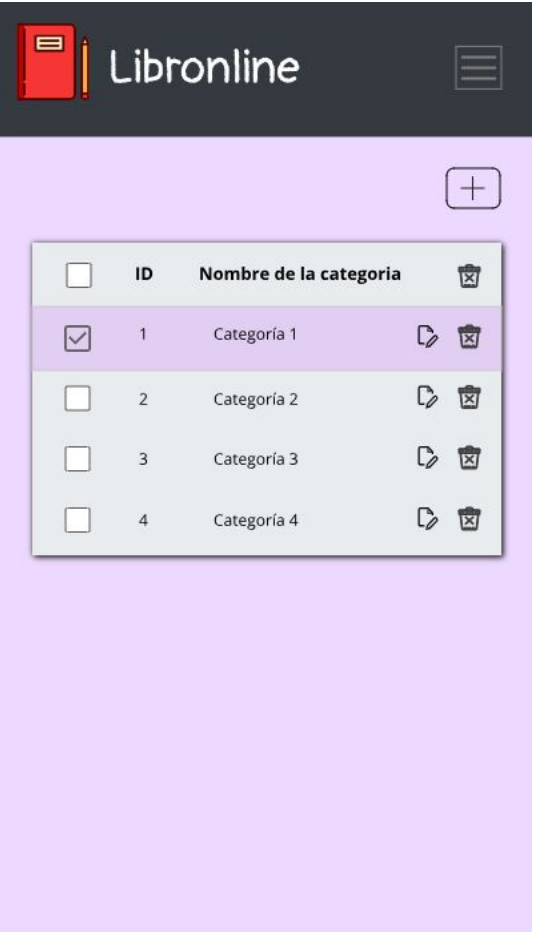 Libronline
ID Nombre de la categoria
1 Categoría 1
2 Categoría 2
3 Categoría 3
4 Categoría 4